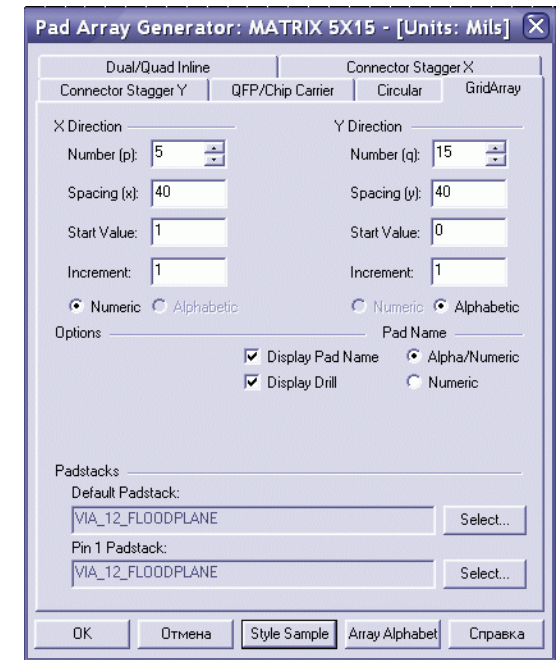 Pad Array Generator: MATRIX 5X15 - [Units: Mils]
Dual/Quad Inline Connector Stagger X
Connector Stagger Y QFP/Chip Carrier Circular GridArray
X Direction Y Direction
Number (p): 5 Number (q): 15
Spacing (x): 40 Spacing (y): 40
Start Value: 1 Start Value: 0
Increment: 1 Increment: 1
Numeric Alphabetic Numeric Alphabetic
Options Pad Name
Display Pad Name Alpha/Numeric
Display Drill Numeric
Padstacks
Default Padstack:
VIA_12_FLOODPLANE Select...
Pin 1 Padstack:
VIA_12_FLOODPLANE Select...
OK Отмена Style Sample Array Alphabet Справка